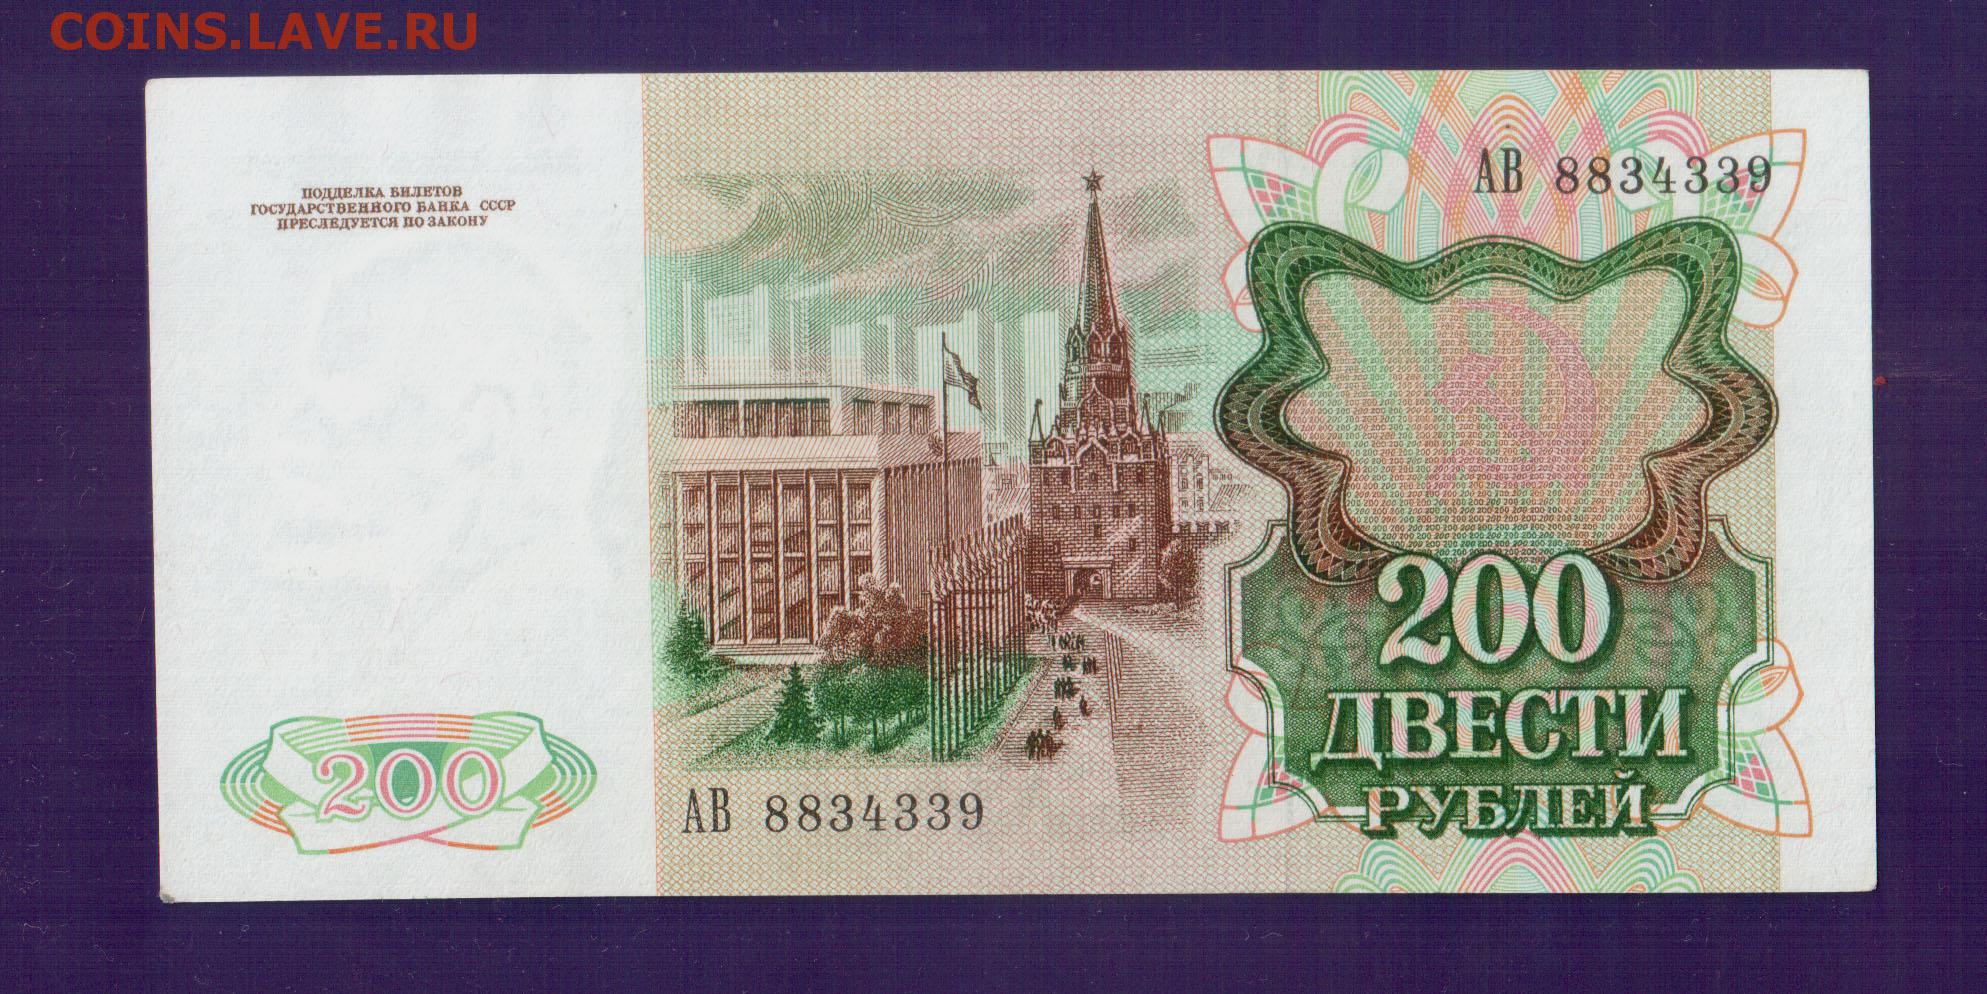 COINS.LAVE.RU
ПОДДЕЛКА БИЛЕТОВ
ГОСУДАРСТВЕННОГО БАНКА СССР
ПРЕСЛЕДУЕТСЯ ПО ЗАКОНУ
АВ 8834339
200
ДВЕСТИ
РУБЛЕЙ
200
АВ 8834339